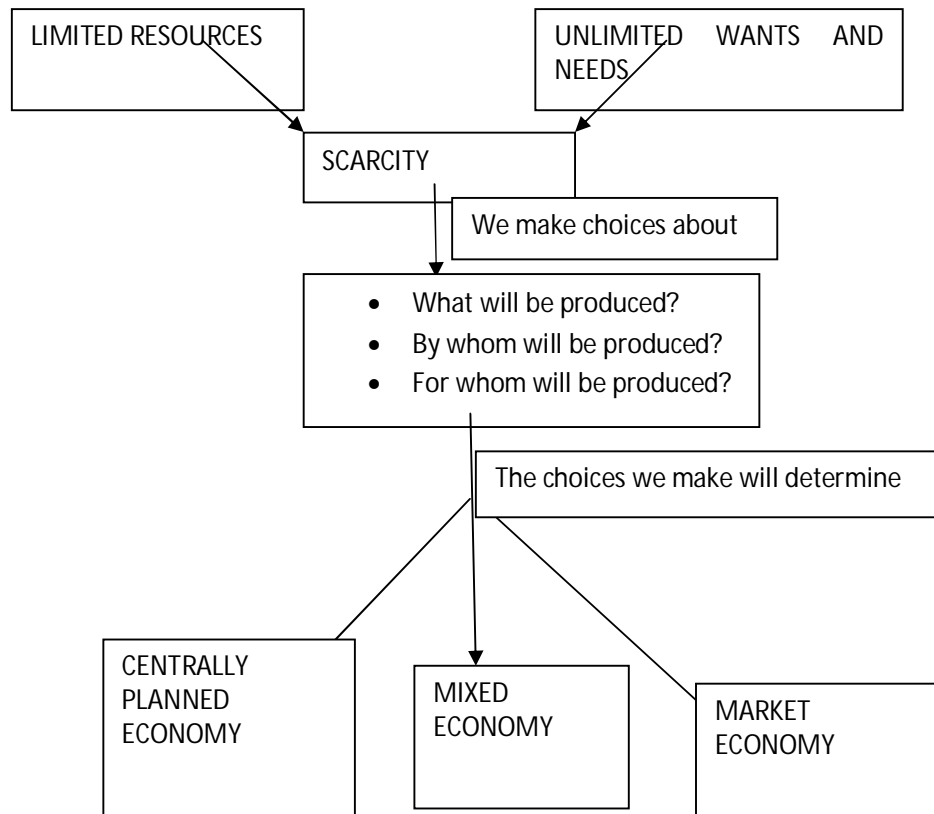 LIMITED RESOURCES
UNLIMITED WANTS AND
NEEDS
SCARCITY
We make choices about
• What will be produced?
• By whom will be produced?
• For whom will be produced?
The choices we make will determine
CENTRALLY
PLANNED
ECONOMY
MIXED
ECONOMY
MARKET
ECONOMY